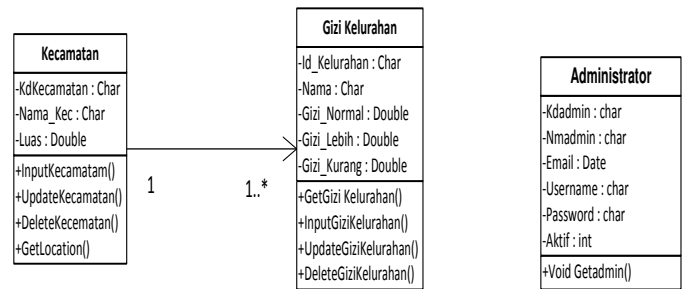 Kecamatan
-KdKecamatan : Char
-Nama_Kec : Char
-Luas : Double
+InputKecamatam()
+UpdateKecamatan()
+DeleteKecematan()
+GetLocation()
1
1..*
Gizi Kelurahan
-Id_Kelurahan : Char
-Nama : Char
-Gizi_Normal : Double
-Gizi_Lebih : Double
-Gizi_Kurang : Double
+GetGizi Kelurahan()
+InputGiziKelurahan()
+UpdateGiziKelurahan()
+DeleteGiziKelurahan()
Administrator
-Kdadmin : char
-Nmadmin : char
-Email : Date
-Username : char
-Password : char
-Aktif : int
+Void Getadmin()